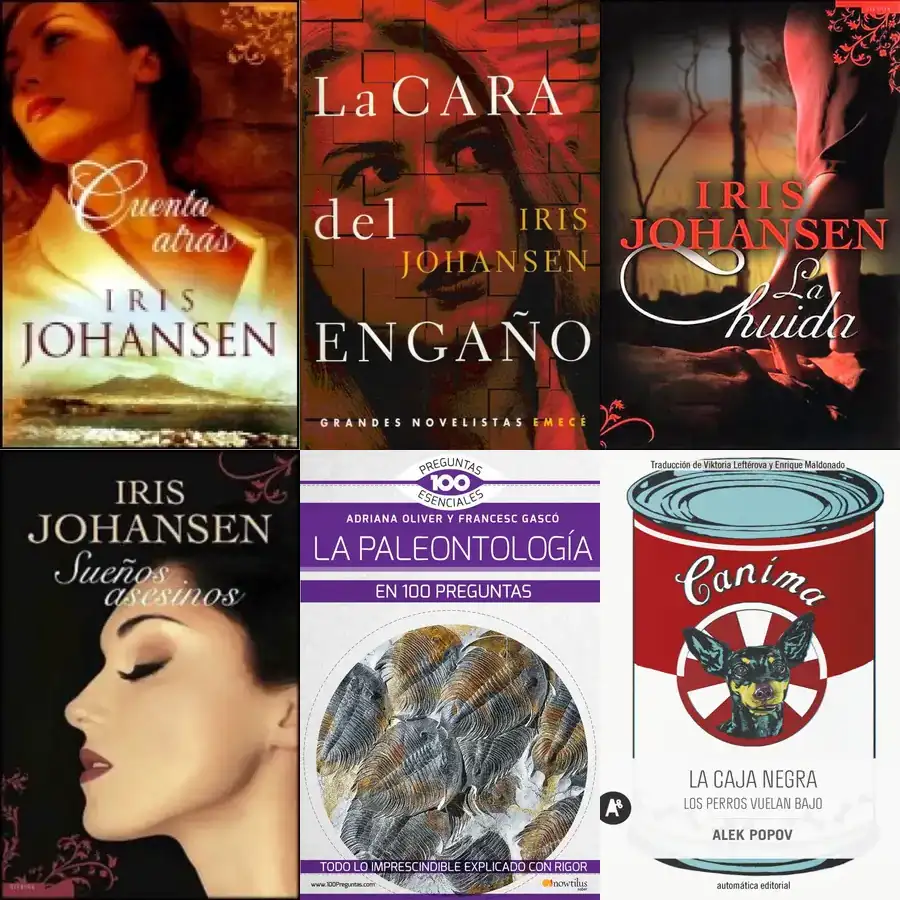 Cuenta
atrás
IRIS
JOHANSEN
La CARA
del
IRIS
JOHANSEN
ENGAÑO
GRANDES NOVELISTAS EMECÉ
IRIS
JOHANSEN
La
huida
IRIS
JOHANSEN
Sueños
asesinos
PREGUNTAS
100
ESENCIALES
ADRIANA OLIVER Y FRANCESC GASCÓ
LA PALEONTOLOGÍA
EN 100 PREGUNTAS
TODO LO IMPRESCINDIBLE EXPLICADO CON RIGOR
www.100Preguntas.com
nowtilus
saber
Traducción de Viktoria Leftérova y Enrique Maldonado
Caníma
LA CAJA NEGRA
LOS PERROS VUELAN BAJO
ALEK POPOV
automática editorial